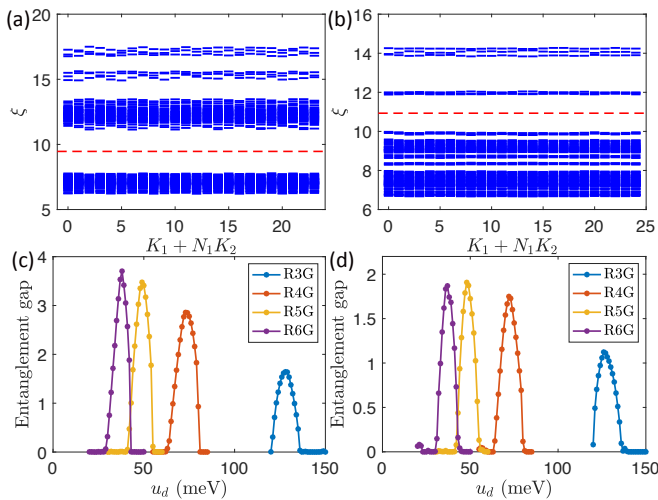 (a)
20
15
10
5
ξ
0 5 10 15 20
K₁ + N₁K₂
(b)
16
14
12
10
8
6
ξ
0 5 10 15 20 25
K₁ + N₁K₂
(c)
4
3
2
1
0
Entanglement gap
R3G
R4G
R5G
R6G
0 50 100 150
u_d (meV)
(d)
2
1.5
1
0.5
0
Entanglement gap
R3G
R4G
R5G
R6G
0 50 100 150
u_d (meV)